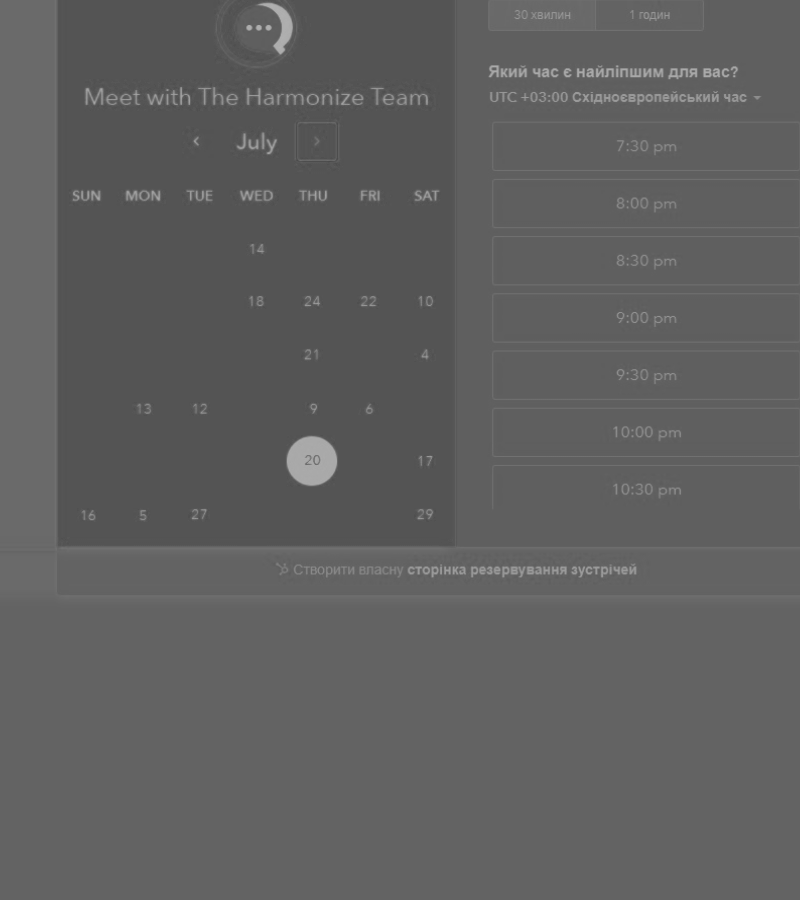 Meet with The Harmonize Team
July
SUN MON TUE WED THU FRI SAT
14
18 24 22 10
21 4
13 12 9 6
20 17
16 5 27 29
30 хвилин 1 годин
Який час є найліпшим для вас?
UTC +03:00 Східноєвропейський час
7:30 pm
8:00 pm
8:30 pm
9:00 pm
9:30 pm
10:00 pm
10:30 pm
Створити власну сторінка резервування зустрічей